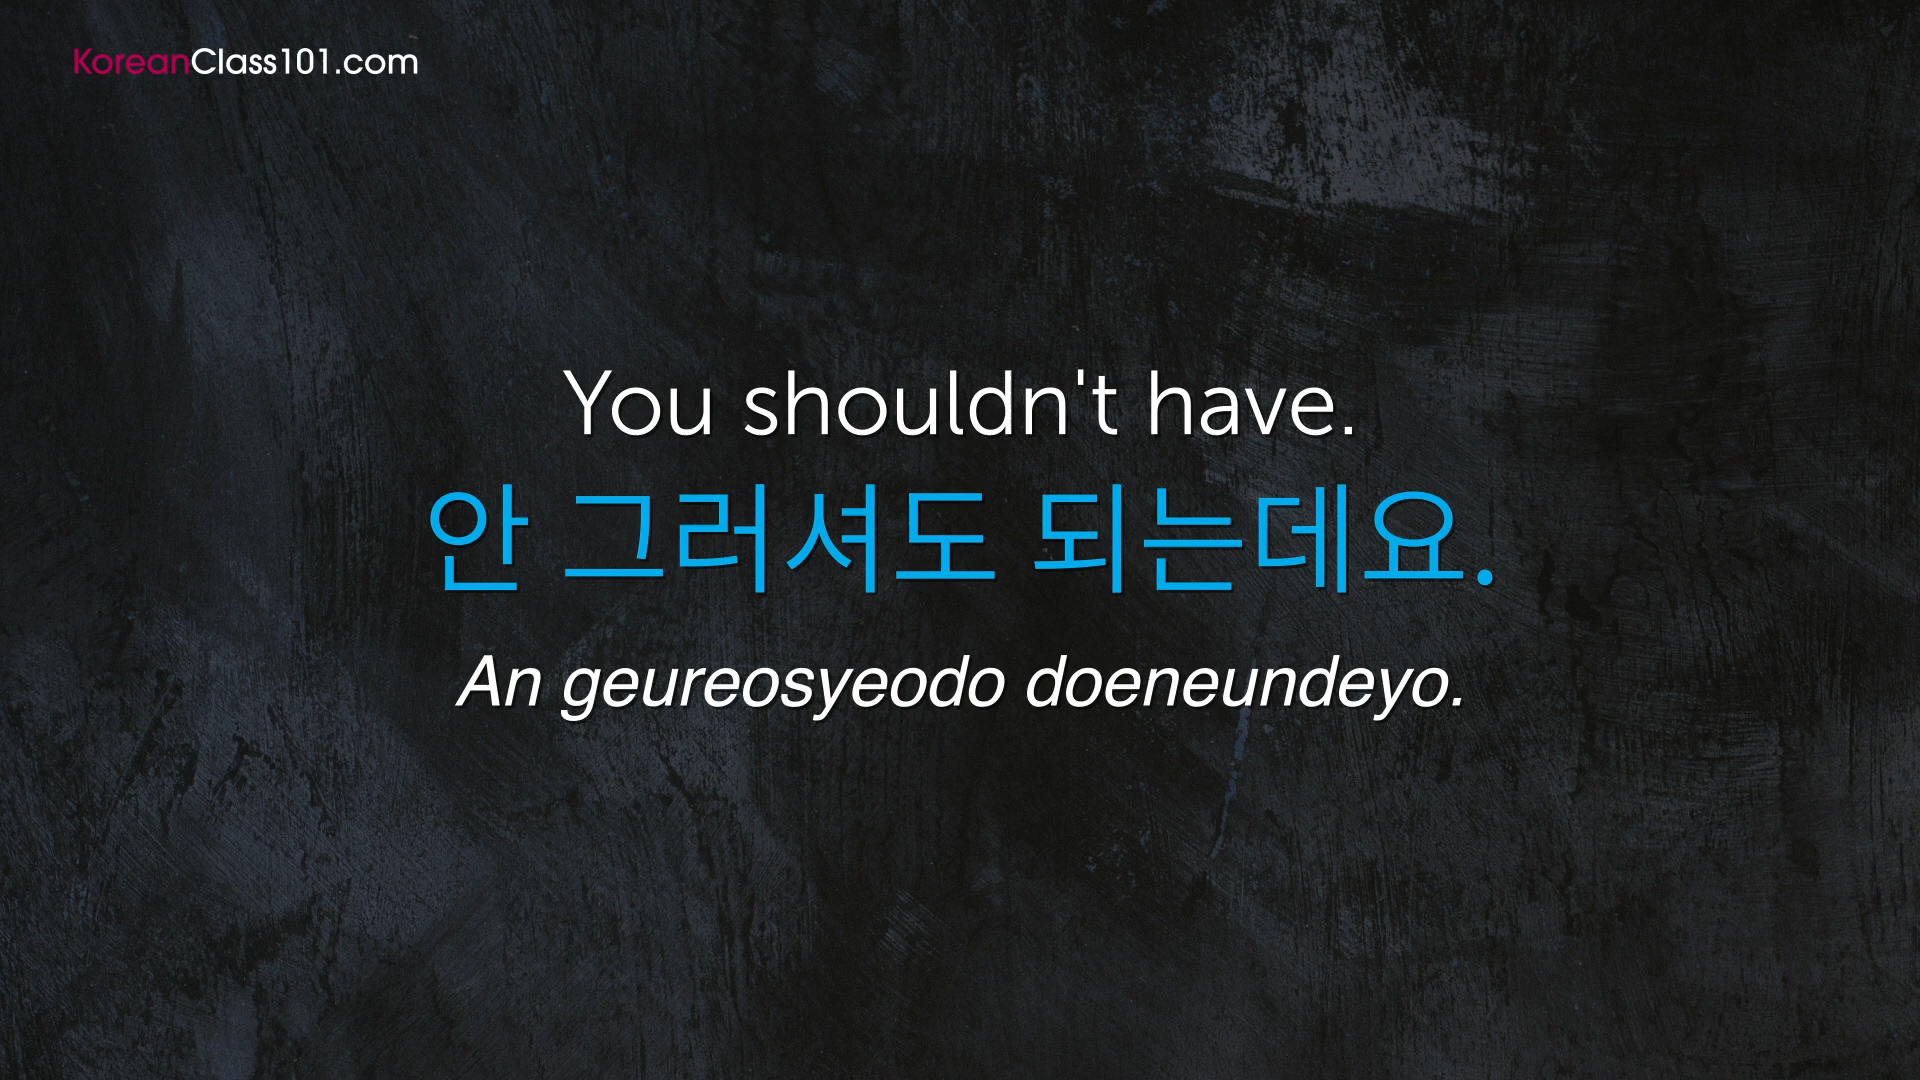 KoreanClass101.com
You shouldn't have.
안 그러셔도 되는데요.
An geureosyeodo doeneundeyo.